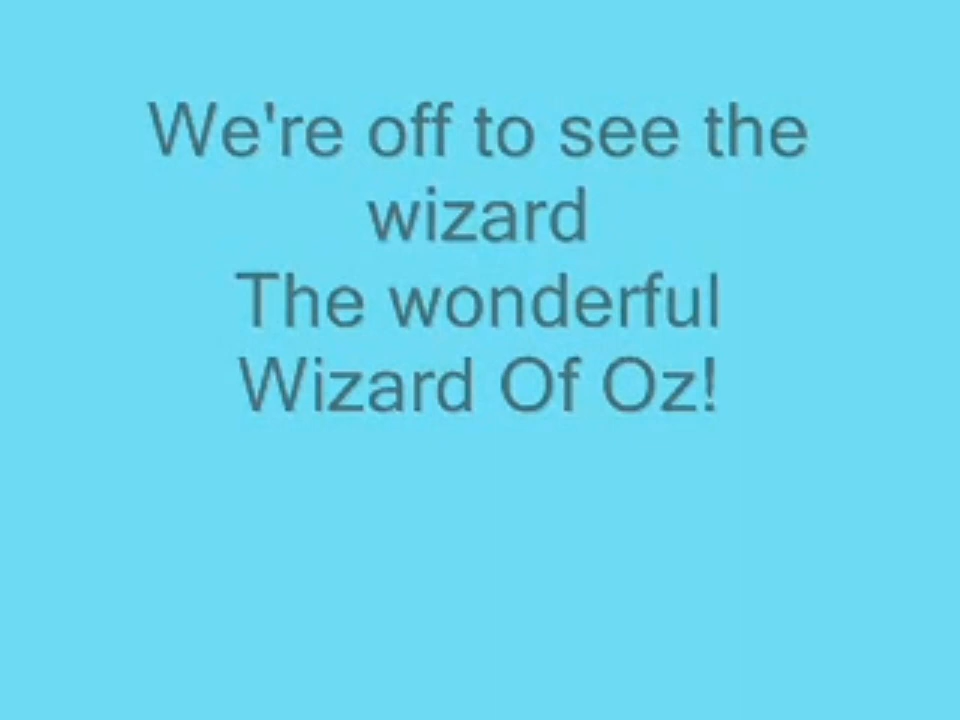 We're off to see the
wizard
The wonderful
Wizard Of Oz!